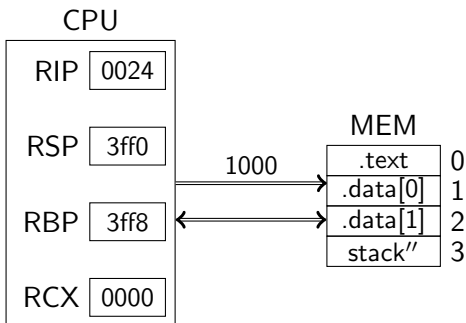 CPU
RIP 0024
RSP 3ff0
RBP 3ff8
RCX 0000
1000
MEM
.text 0
.data[0] 1
.data[1] 2
stack″ 3